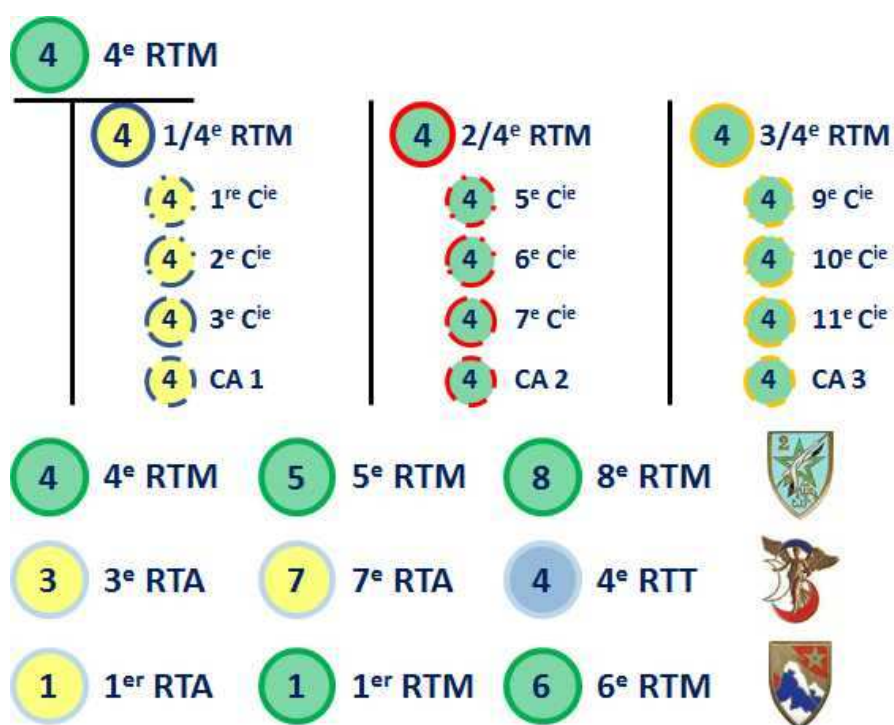 4 4ᵉ RTM
4 1/4ᵉ RTM 4 2/4ᵉ RTM 4 3/4ᵉ RTM
4 1ʳᵉ Cⁱᵉ 4 5ᵉ Cⁱᵉ 4 9ᵉ Cⁱᵉ
4 2ᵉ Cⁱᵉ 4 6ᵉ Cⁱᵉ 4 10ᵉ Cⁱᵉ
4 3ᵉ Cⁱᵉ 4 7ᵉ Cⁱᵉ 4 11ᵉ Cⁱᵉ
4 CA 1 4 CA 2 4 CA 3
4 4ᵉ RTM 5 5ᵉ RTM 8 8ᵉ RTM 2
3 3ᵉ RTA 7 7ᵉ RTA 4 4ᵉ RTT
1 1ᵉʳ RTA 1 1ᵉʳ RTM 6 6ᵉ RTM